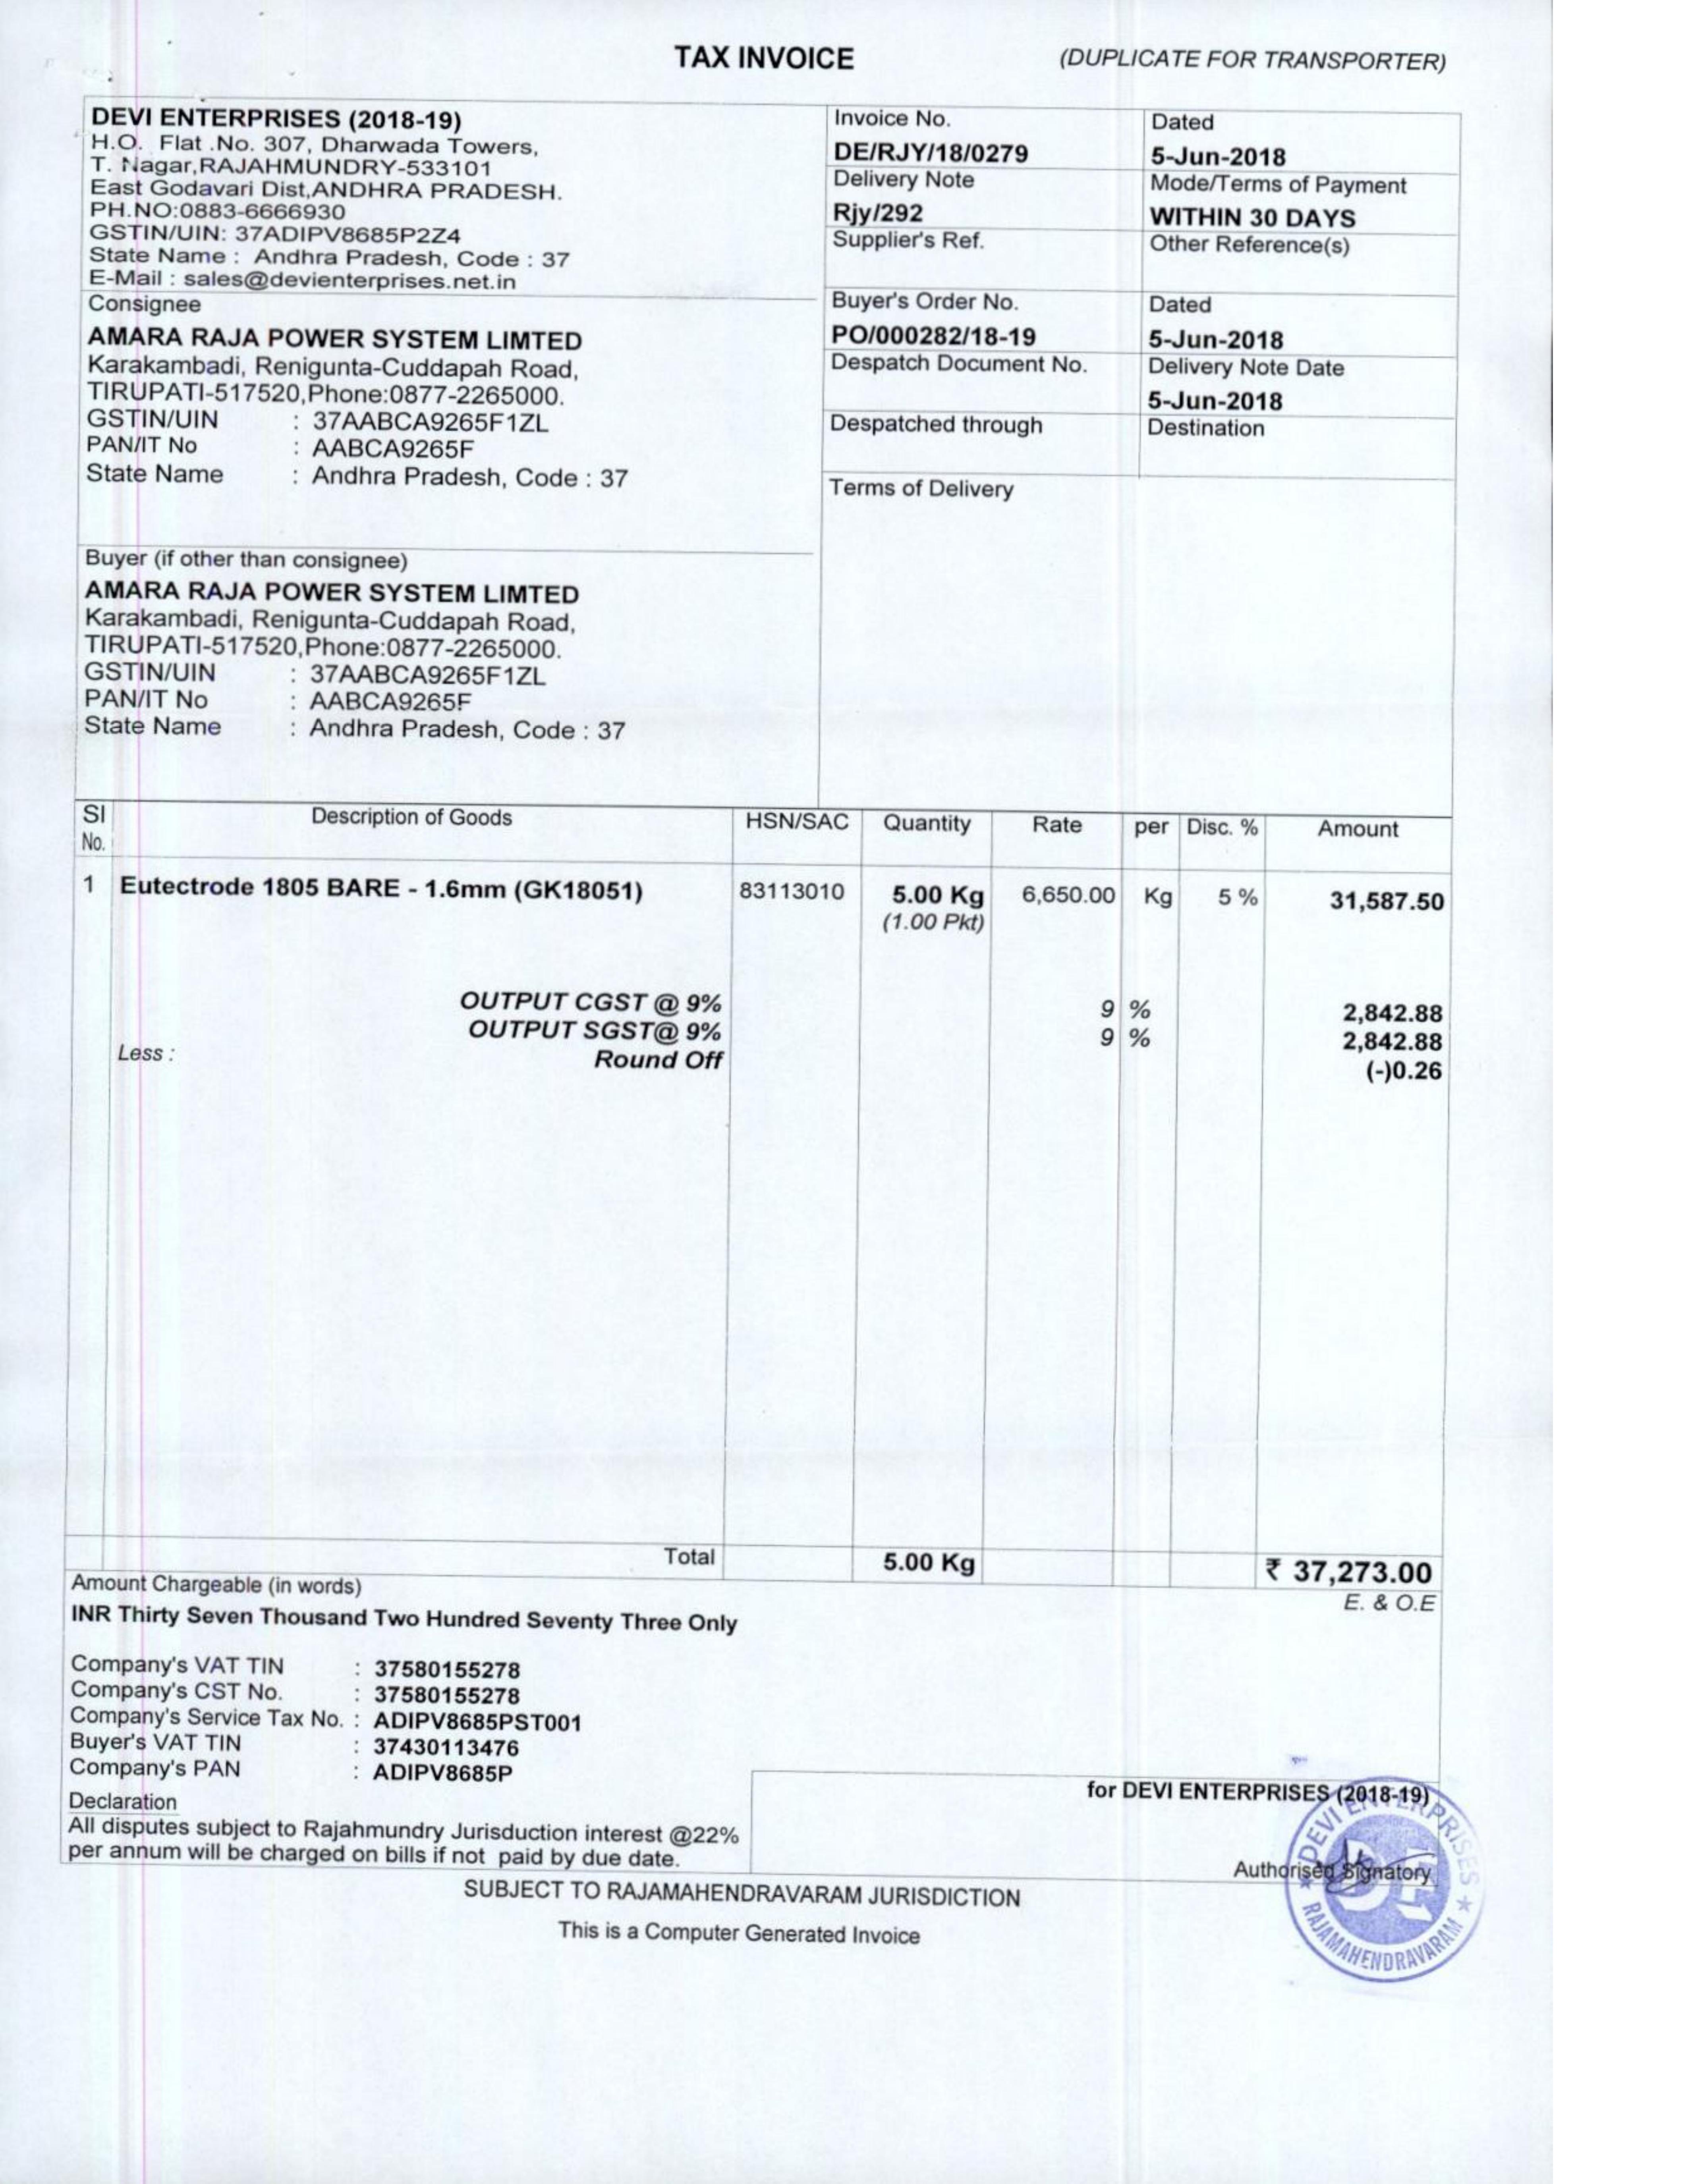 TAX INVOICE
(DUPLICATE FOR TRANSPORTER)
DEVI ENTERPRISES (2018-19)
H.O. Flat .No. 307, Dharwada Towers,
T. Nagar,RAJAHMUNDRY-533101
East Godavari Dist,ANDHRA PRADESH.
PH.NO:0883-6666930
GSTIN/UIN: 37ADIPV8685P2Z4
State Name : Andhra Pradesh, Code : 37
E-Mail : sales@devienterprises.net.in
Invoice No.
DE/RJY/18/0279
Dated
5-Jun-2018
Delivery Note
Rjy/292
Mode/Terms of Payment
WITHIN 30 DAYS
Supplier's Ref.
Other Reference(s)
Consignee
AMARA RAJA POWER SYSTEM LIMTED
Karakambadi, Renigunta-Cuddapah Road,
TIRUPATI-517520,Phone:0877-2265000.
GSTIN/UIN : 37AABCA9265F1ZL
PAN/IT No : AABCA9265F
State Name : Andhra Pradesh, Code : 37
Buyer's Order No.
PO/000282/18-19
Dated
5-Jun-2018
Despatch Document No.
Delivery Note Date
5-Jun-2018
Despatched through
Destination
Terms of Delivery
Buyer (if other than consignee)
AMARA RAJA POWER SYSTEM LIMTED
Karakambadi, Renigunta-Cuddapah Road,
TIRUPATI-517520,Phone:0877-2265000.
GSTIN/UIN : 37AABCA9265F1ZL
PAN/IT No : AABCA9265F
State Name : Andhra Pradesh, Code : 37
SI No. Description of Goods HSN/SAC Quantity Rate per Disc. % Amount
1 Eutectrode 1805 BARE - 1.6mm (GK18051) 83113010 5.00 Kg 6,650.00 Kg 5 % 31,587.50
(1.00 Pkt)
OUTPUT CGST @ 9% 9 % 2,842.88
OUTPUT SGST@ 9% 9 % 2,842.88
Less : Round Off (-)0.26
Total 5.00 Kg ₹ 37,273.00
Amount Chargeable (in words) E. & O.E
INR Thirty Seven Thousand Two Hundred Seventy Three Only
Company's VAT TIN : 37580155278
Company's CST No. : 37580155278
Company's Service Tax No. : ADIPV8685PST001
Buyer's VAT TIN : 37430113476
Company's PAN : ADIPV8685P
Declaration
All disputes subject to Rajahmundry Jurisduction interest @22%
per annum will be charged on bills if not paid by due date.
for DEVI ENTERPRISES (2018-19)
Authorised Signatory
DEVI ENTERPRISES
DE
RAJAMAHENDRAVARAM
SUBJECT TO RAJAMAHENDRAVARAM JURISDICTION
This is a Computer Generated Invoice